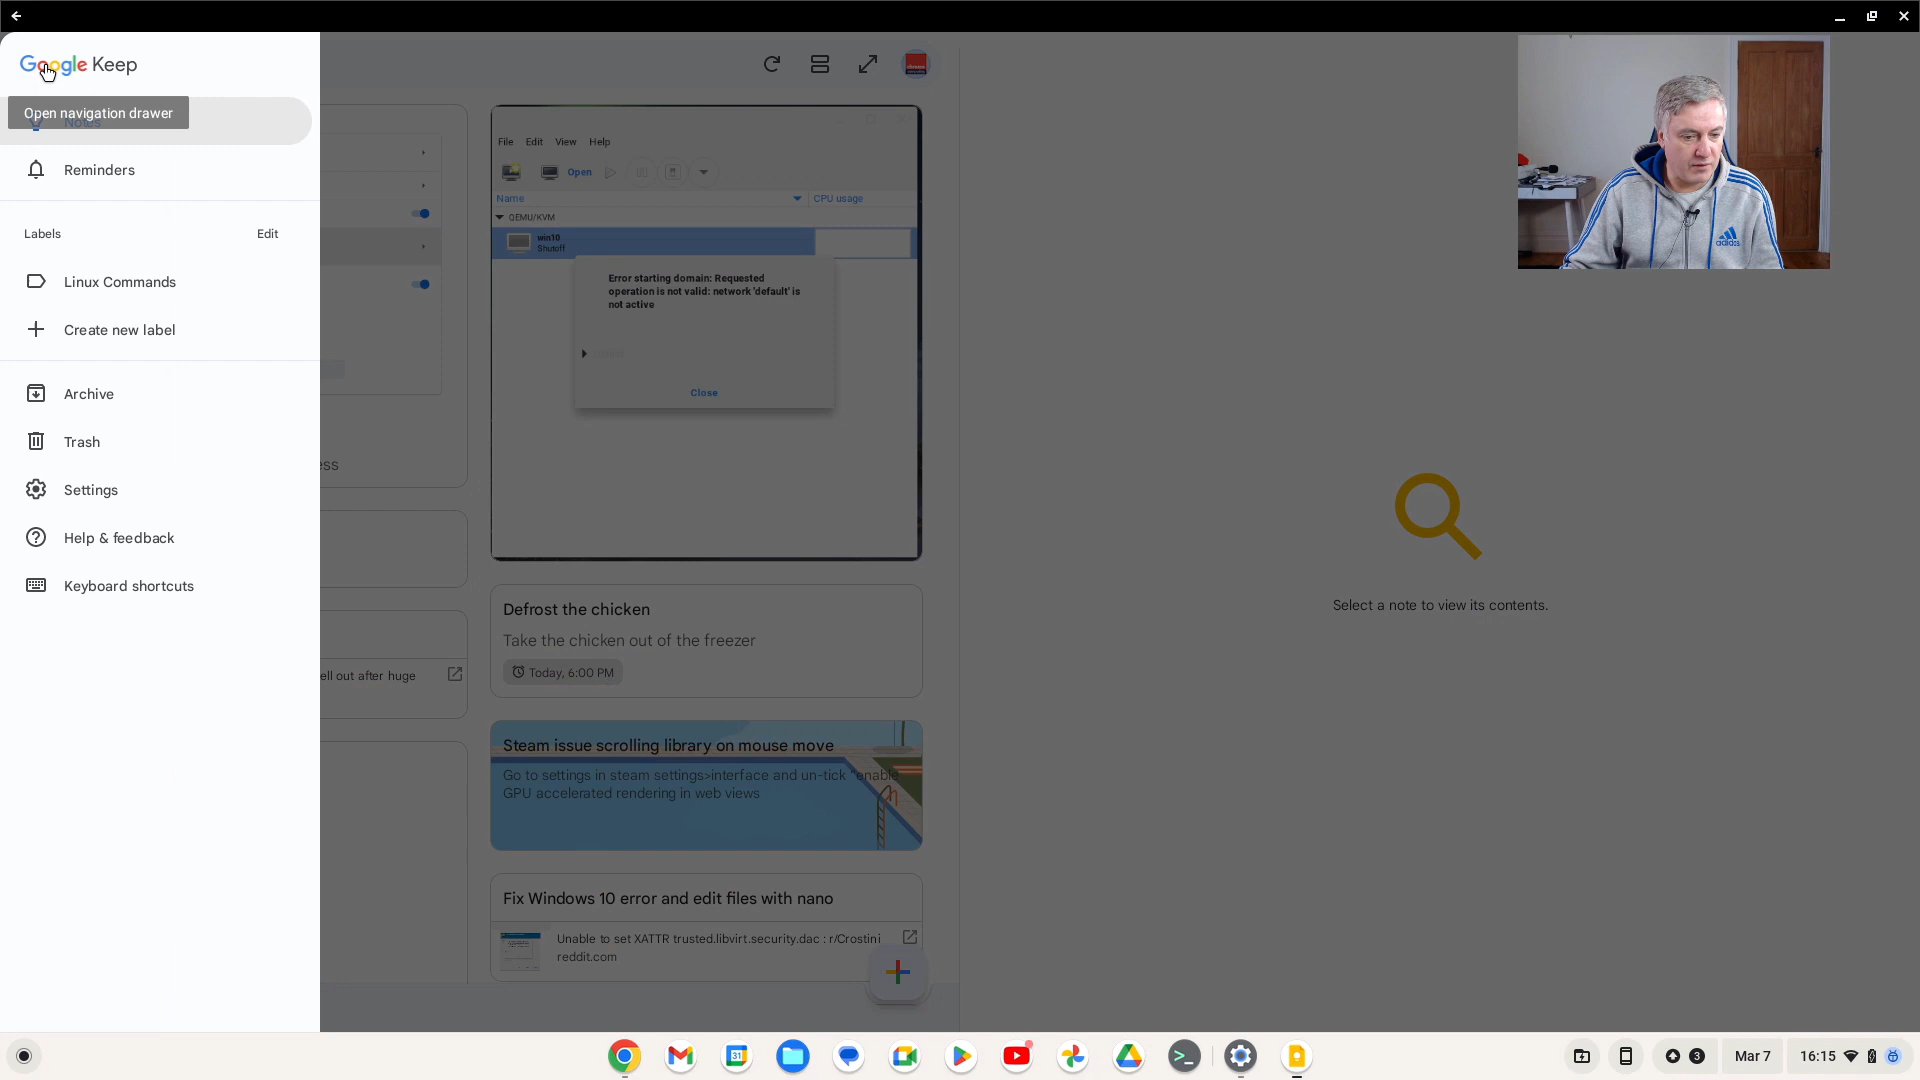 Google Keep
Open navigation drawer
Notes
Reminders
Labels
Edit
Linux Commands
Create new label
Archive
Trash
Settings
Help & feedback
Keyboard shortcuts
ess
ell out after huge
File Edit View Help
Open
Name
CPU usage
QEMU/KVM
win10
Shutoff
Error starting domain: Requested
operation is not valid: network 'default' is
not active
Close
Defrost the chicken
Take the chicken out of the freezer
Today, 6:00 PM
Steam issue scrolling library on mouse move
Go to settings in steam settings>interface and un-tick "enable
GPU accelerated rendering in web views
Fix Windows 10 error and edit files with nano
Unable to set XATTR trusted.libvirt.security.dac : r/Crostini
reddit.com
Select a note to view its contents.
adidas
31
3
Mar 7
16:15